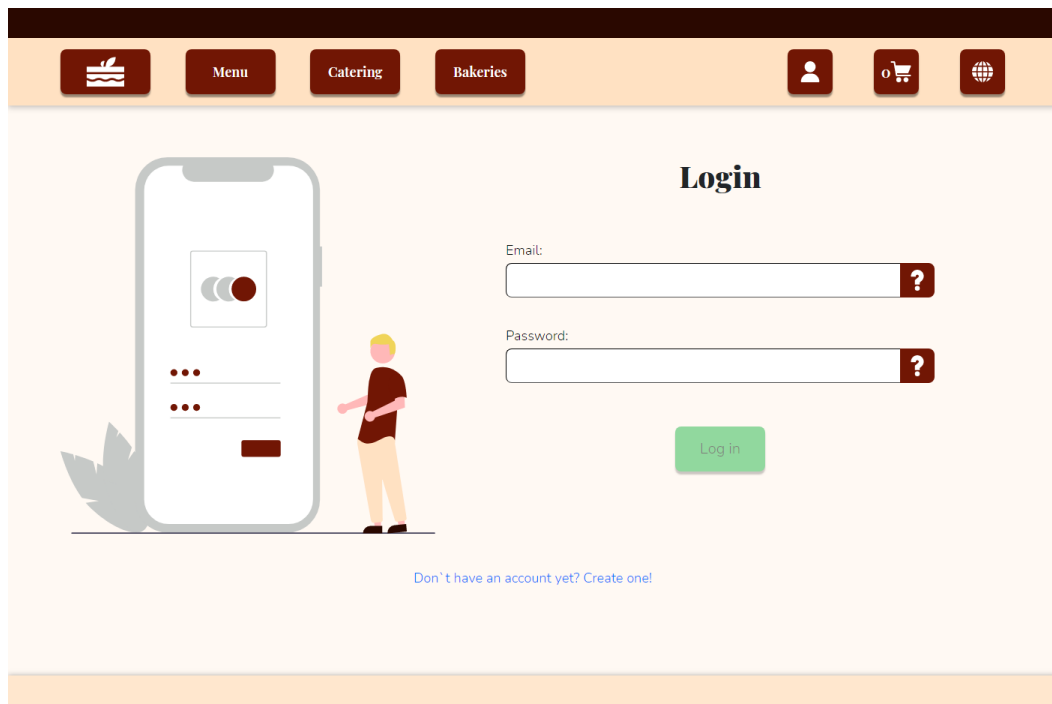 Menu
Catering
Bakeries
0
Login
Email:
?
Password:
?
Log in
Don`t have an account yet? Create one!